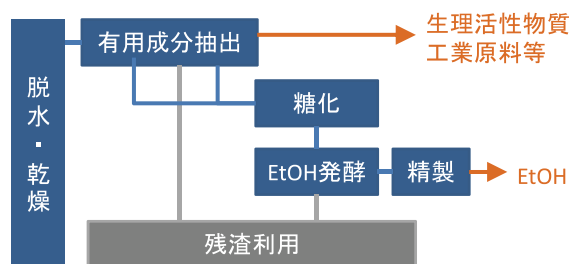 脱水・乾燥
有用成分抽出
生理活性物質
工業原料等
糖化
EtOH発酵
精製
EtOH
残渣利用